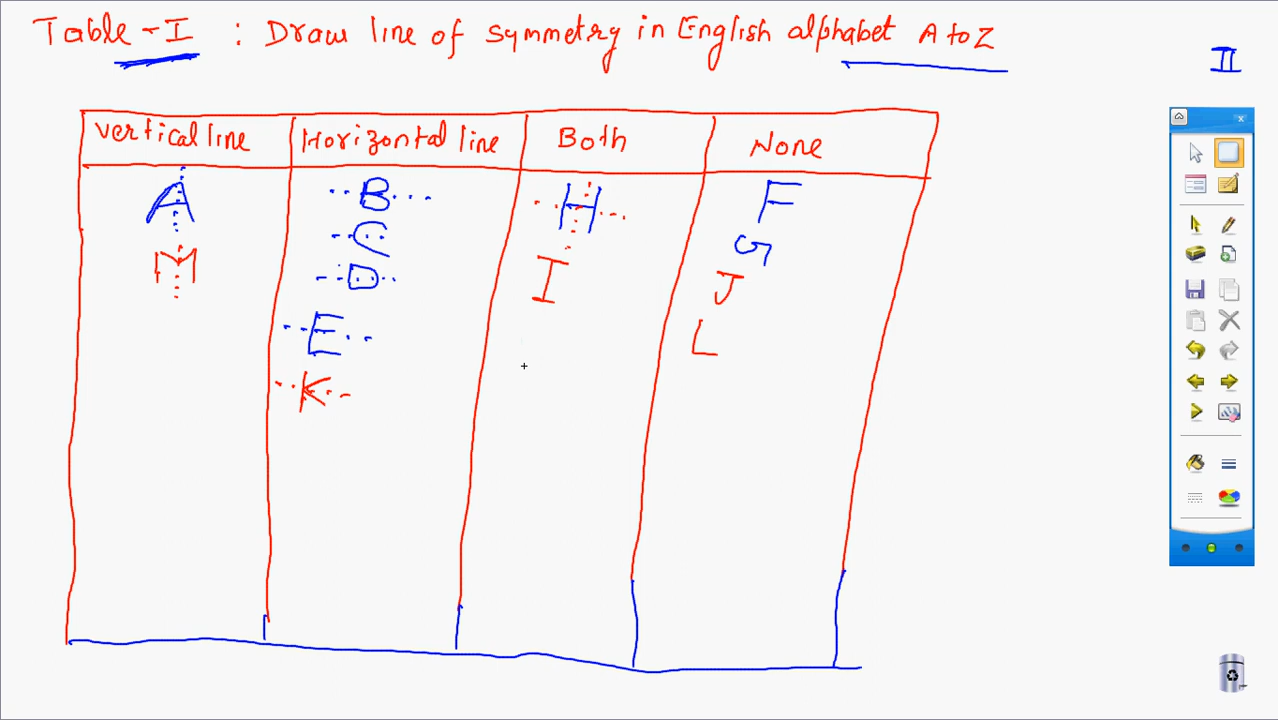 Table - I : Draw line of symmetry in English alphabet A to Z
II
Vertical line Horizontal line Both None
A B H F
C G
M D I J
E L
K